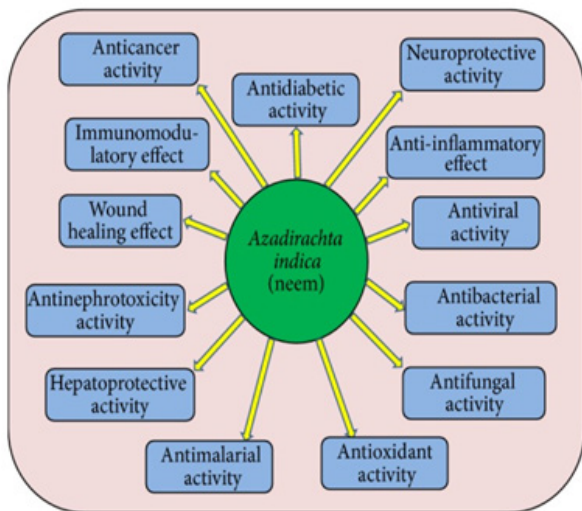 Anticancer
activity
Antidiabetic
activity
Neuroprotective
activity
Immunomodu-
latory effect
Anti-inflammatory
effect
Wound
healing effect
Azadirachta
indica
(neem)
Antiviral
activity
Antinephrotoxicity
activity
Antibacterial
activity
Hepatoprotective
activity
Antifungal
activity
Antimalarial
activity
Antioxidant
activity